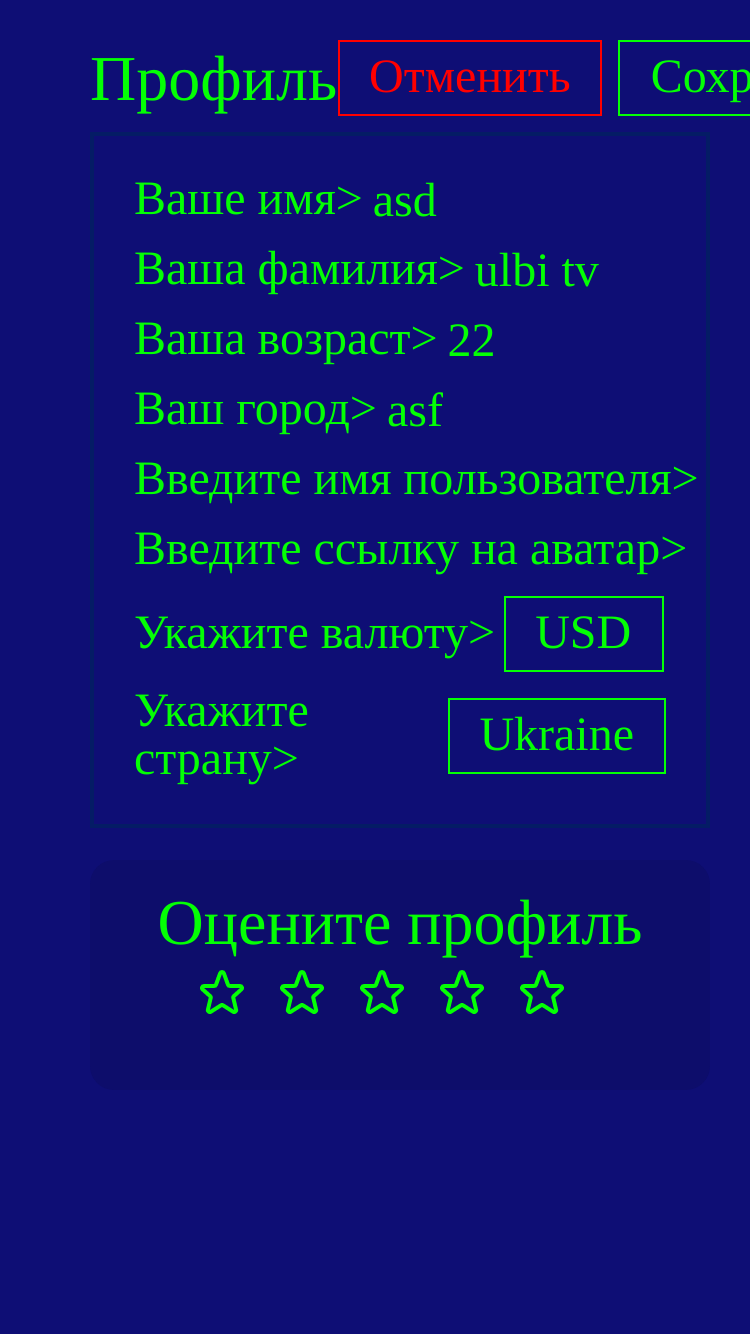 Профиль Отменить Сохр
Ваше имя> asd
Ваша фамилия> ulbi tv
Ваша возраст> 22
Ваш город> asf
Введите имя пользователя>
Введите ссылку на аватар>
Укажите валюту> USD
Укажите
страну> Ukraine
Оцените профиль